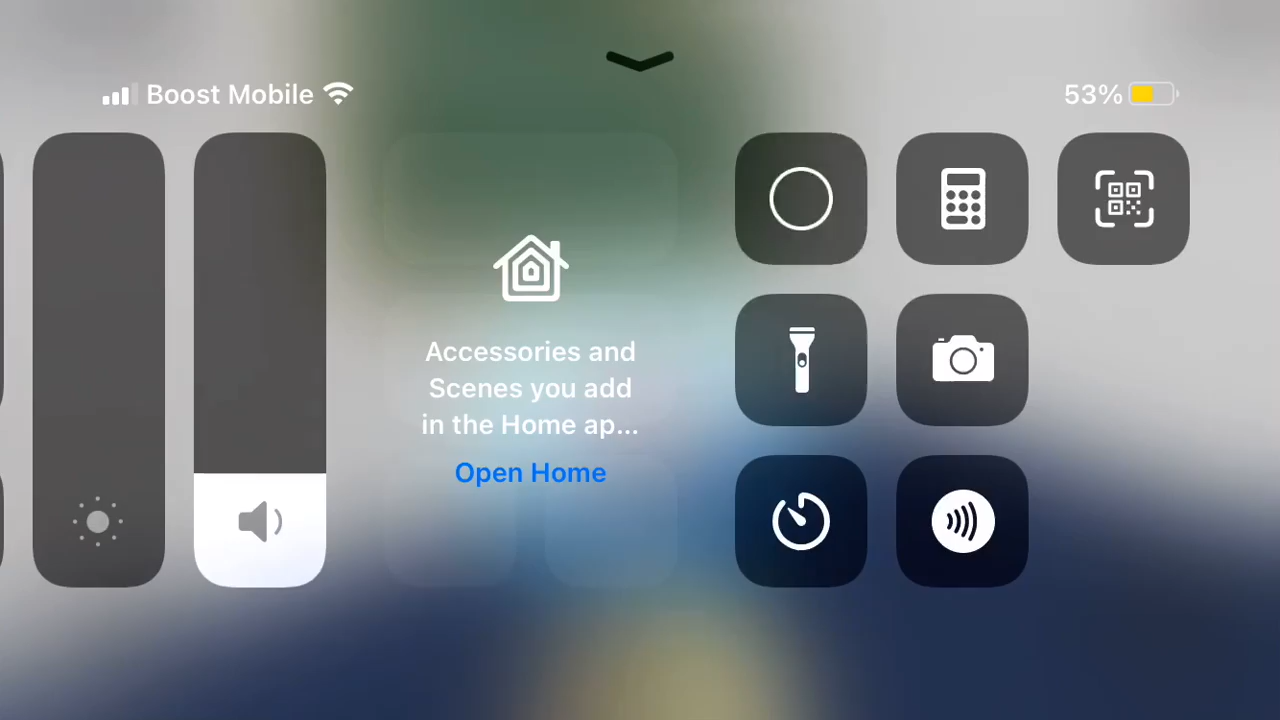 Boost Mobile
53%
Accessories and
Scenes you add
in the Home ap...
Open Home